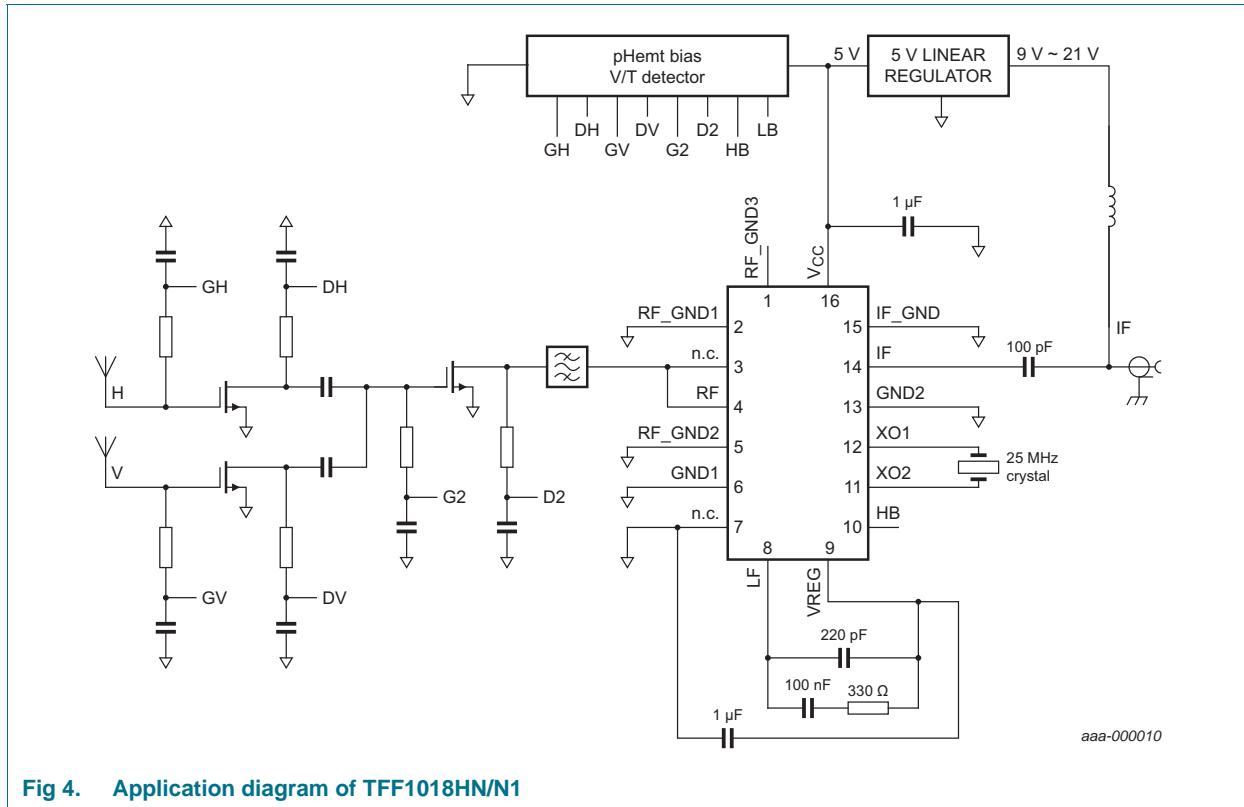 pHemt bias
V/T detector
5 V
5 V LINEAR
REGULATOR
9 V ~ 21 V
GH
DH
GV
DV
G2
D2
HB
LB
RF_GND3
VCC
1 μF
1
16
GH
DH
H
V
GV
DV
G2
D2
RF_GND1
2
n.c.
3
RF
4
RF_GND2
5
GND1
6
n.c.
7
15
IF_GND
14
IF
100 pF
IF
13
GND2
12
XO1
25 MHz
crystal
11
XO2
10
HB
8
9
LF
VREG
220 pF
100 nF
330 Ω
1 μF
aaa-000010
Fig 4. Application diagram of TFF1018HN/N1